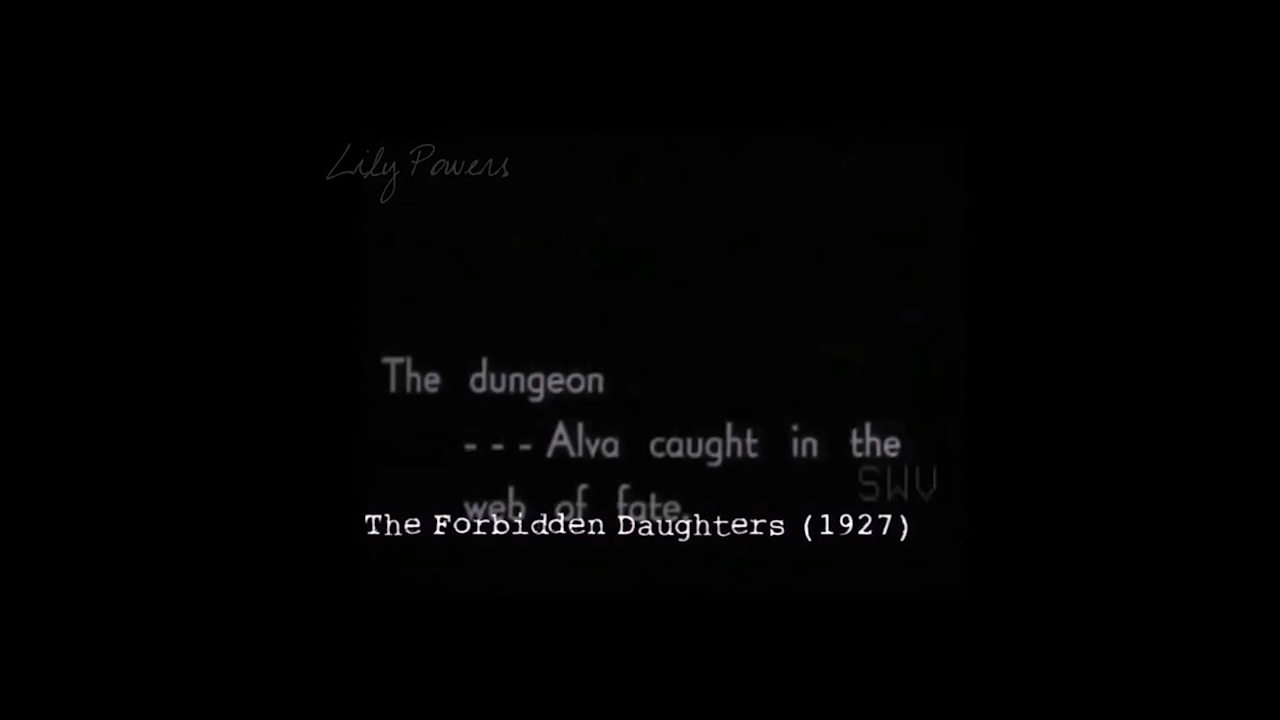 Lily Powers
The dungeon
- - - Alva caught in the
SWV
web of fate.
The Forbidden Daughters (1927)